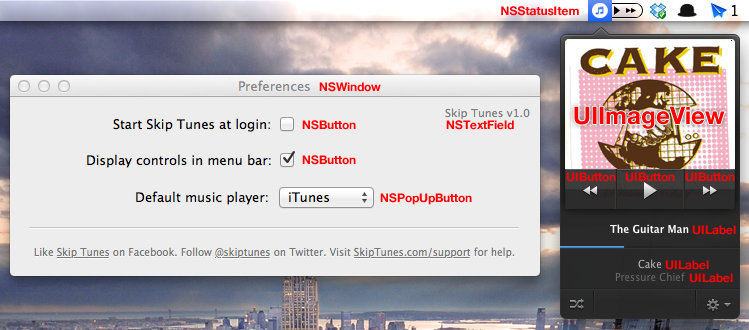 NSStatusItem
1
Preferences NSWindow
Skip Tunes v1.0
NSTextField
Start Skip Tunes at login: NSButton
Display controls in menu bar: NSButton
Default music player: iTunes NSPopUpButton
Like Skip Tunes on Facebook. Follow @skiptunes on Twitter. Visit SkipTunes.com/support for help.
CAKE
UIImageView
UIButton UIButton UIButton
The Guitar Man UILabel
Cake UILabel
Pressure Chief UILabel